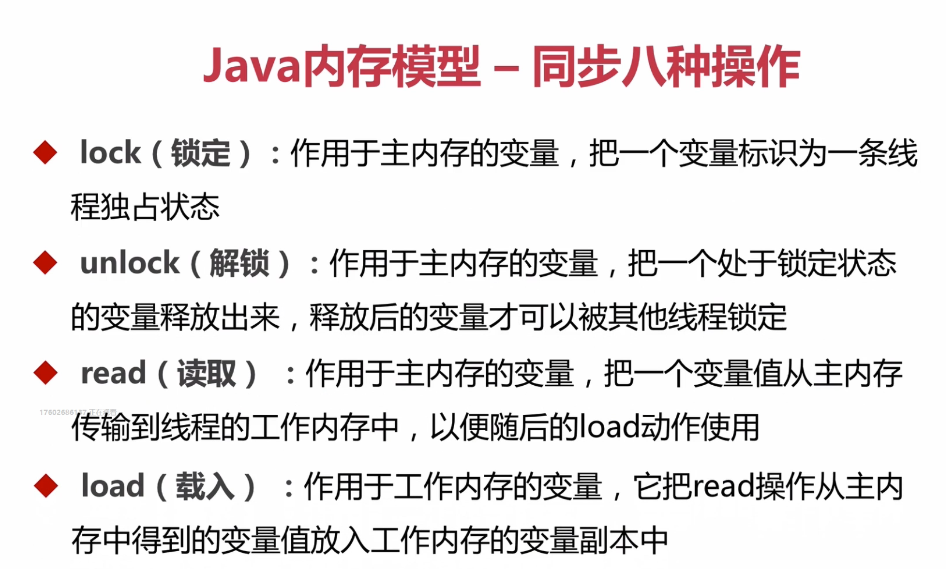 Java内存模型 – 同步八种操作
lock（锁定）：作用于主内存的变量，把一个变量标识为一条线
程独占状态
unlock（解锁）：作用于主内存的变量，把一个处于锁定状态
的变量释放出来，释放后的变量才可以被其他线程锁定
read（读取）：作用于主内存的变量，把一个变量值从主内存
传输到线程的工作内存中，以便随后的load动作使用
load（载入）：作用于工作内存的变量，它把read操作从主内
存中得到的变量值放入工作内存的变量副本中